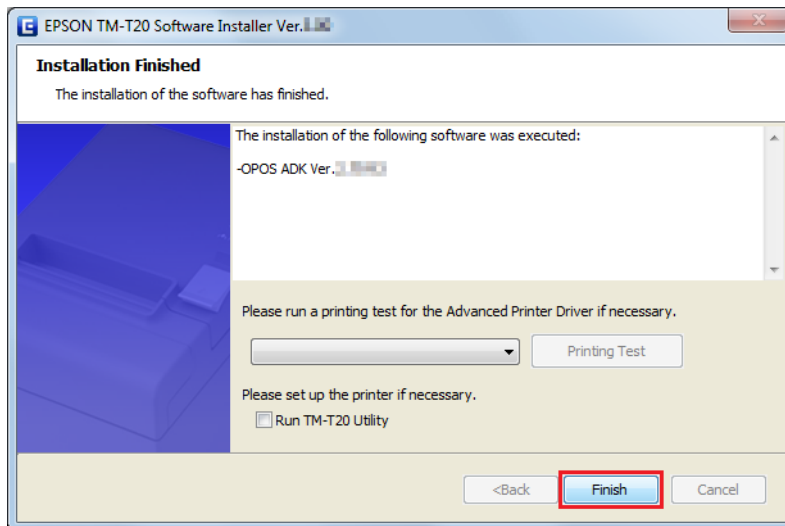 EPSON TM-T20 Software Installer Ver.
Installation Finished
The installation of the software has finished.
The installation of the following software was executed:
-OPOS ADK Ver.
Please run a printing test for the Advanced Printer Driver if necessary.
Printing Test
Please set up the printer if necessary.
Run TM-T20 Utility
<Back Finish Cancel